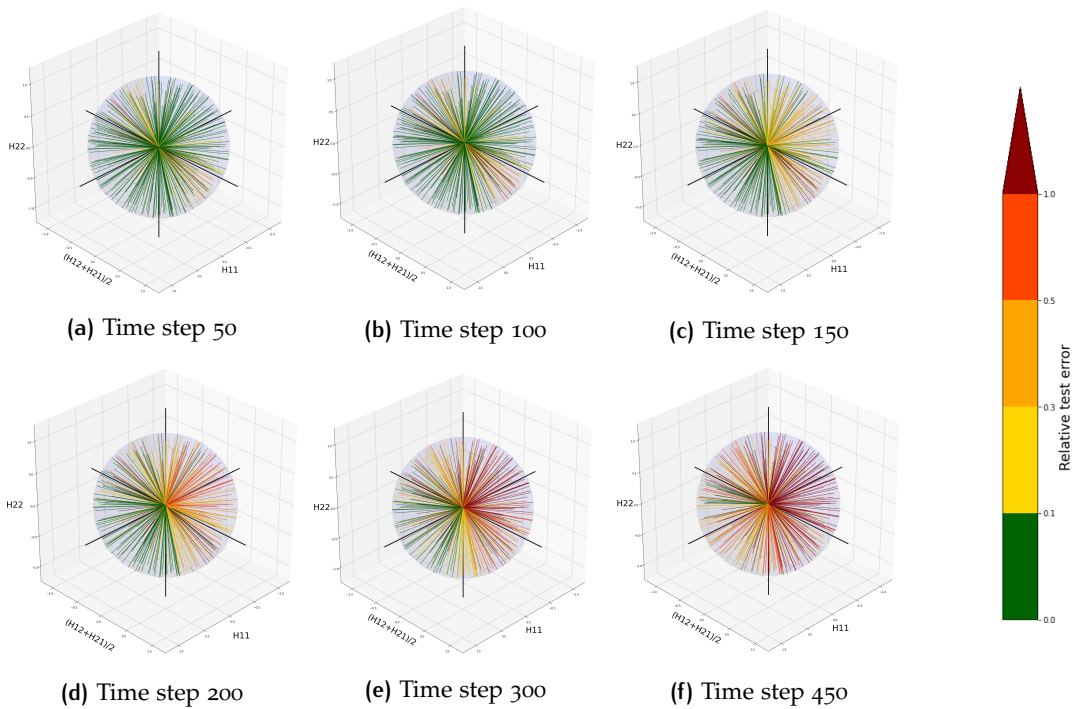 H22
(H12+H21)/2
H11
H22
(H12+H21)/2
H11
H22
(H12+H21)/2
H11
(a) Time step 50
(b) Time step 100
(c) Time step 150
H22
(H12+H21)/2
H11
H22
(H12+H21)/2
H11
H22
(H12+H21)/2
H11
(d) Time step 200
(e) Time step 300
(f) Time step 450
1.0
0.5
0.3
0.1
0.0
Relative test error